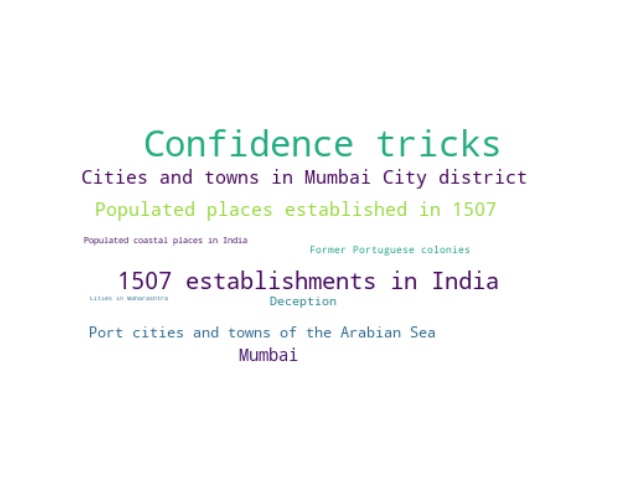 Confidence tricks
Cities and towns in Mumbai City district
Populated places established in 1507
Populated coastal places in India
Former Portuguese colonies
1507 establishments in India
Cities in Maharashtra
Deception
Port cities and towns of the Arabian Sea
Mumbai